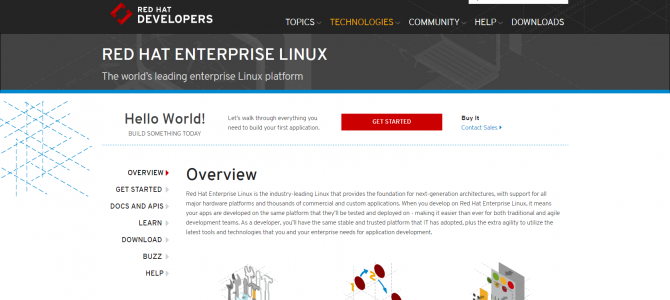 RED HAT
DEVELOPERS
TOPICS TECHNOLOGIES COMMUNITY HELP DOWNLOADS
RED HAT ENTERPRISE LINUX
The world's leading enterprise Linux platform
Hello World!
BUILD SOMETHING TODAY
Let's walk through everything you
need to build your first application.
GET STARTED
Buy It
Contact Sales
OVERVIEW
GET STARTED
DOCS AND APIS
LEARN
DOWNLOAD
BUZZ
HELP
Overview
Red Hat Enterprise Linux is the industry-leading Linux that provides the foundation for next-generation architectures, with support for all
major hardware platforms and thousands of commercial and custom applications. When you develop on Red Hat Enterprise Linux, it means
your apps are developed on the same platform that they'll be tested and deployed on - making it easier than ever for both traditional and agile
development teams. As a developer, you'll have the same stable and trusted platform that IT has adopted, plus the extra agility to utilize the
latest tools and technologies that you and your enterprise needs for application development.
1 2